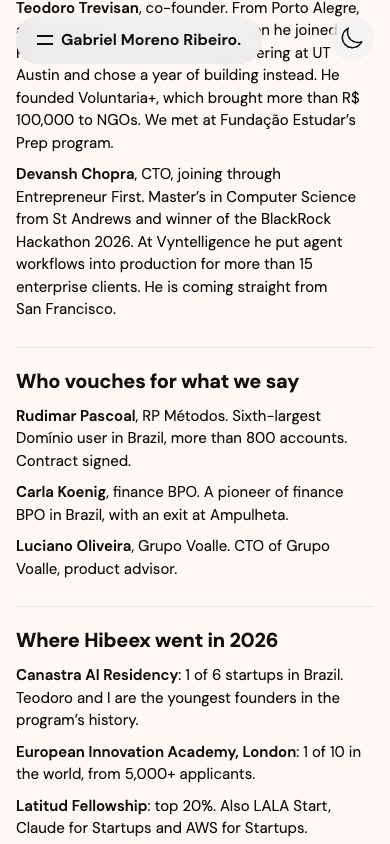 Teodoro Trevisan, co-founder. From Porto Alegre,
Gabriel Moreno Ribeiro.
n he joined
ering at UT
Austin and chose a year of building instead. He
founded Voluntaria+, which brought more than R$
100,000 to NGOs. We met at Fundação Estudar’s
Prep program.
Devansh Chopra, CTO, joining through
Entrepreneur First. Master’s in Computer Science
from St Andrews and winner of the BlackRock
Hackathon 2026. At Vyntelligence he put agent
workflows into production for more than 15
enterprise clients. He is coming straight from
San Francisco.
Who vouches for what we say
Rudimar Pascoal, RP Métodos. Sixth-largest
Domínio user in Brazil, more than 800 accounts.
Contract signed.
Carla Koenig, finance BPO. A pioneer of finance
BPO in Brazil, with an exit at Ampulheta.
Luciano Oliveira, Grupo Voalle. CTO of Grupo
Voalle, product advisor.
Where Hibeex went in 2026
Canastra AI Residency: 1 of 6 startups in Brazil.
Teodoro and I are the youngest founders in the
program’s history.
European Innovation Academy, London: 1 of 10 in
the world, from 5,000+ applicants.
Latitud Fellowship: top 20%. Also LALA Start,
Claude for Startups and AWS for Startups.